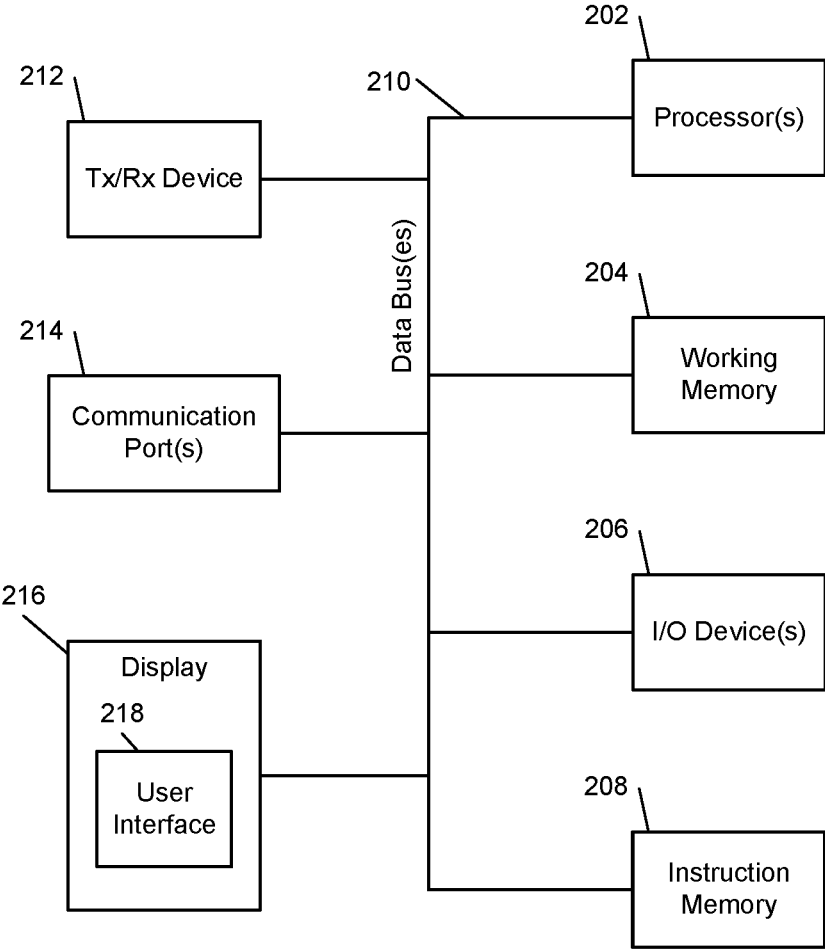 202
212
210
Processor(s)
Tx/Rx Device
Data Bus(es)
204
214
Working
Memory
Communication
Port(s)
206
216
I/O Device(s)
Display
218
User
Interface
208
Instruction
Memory